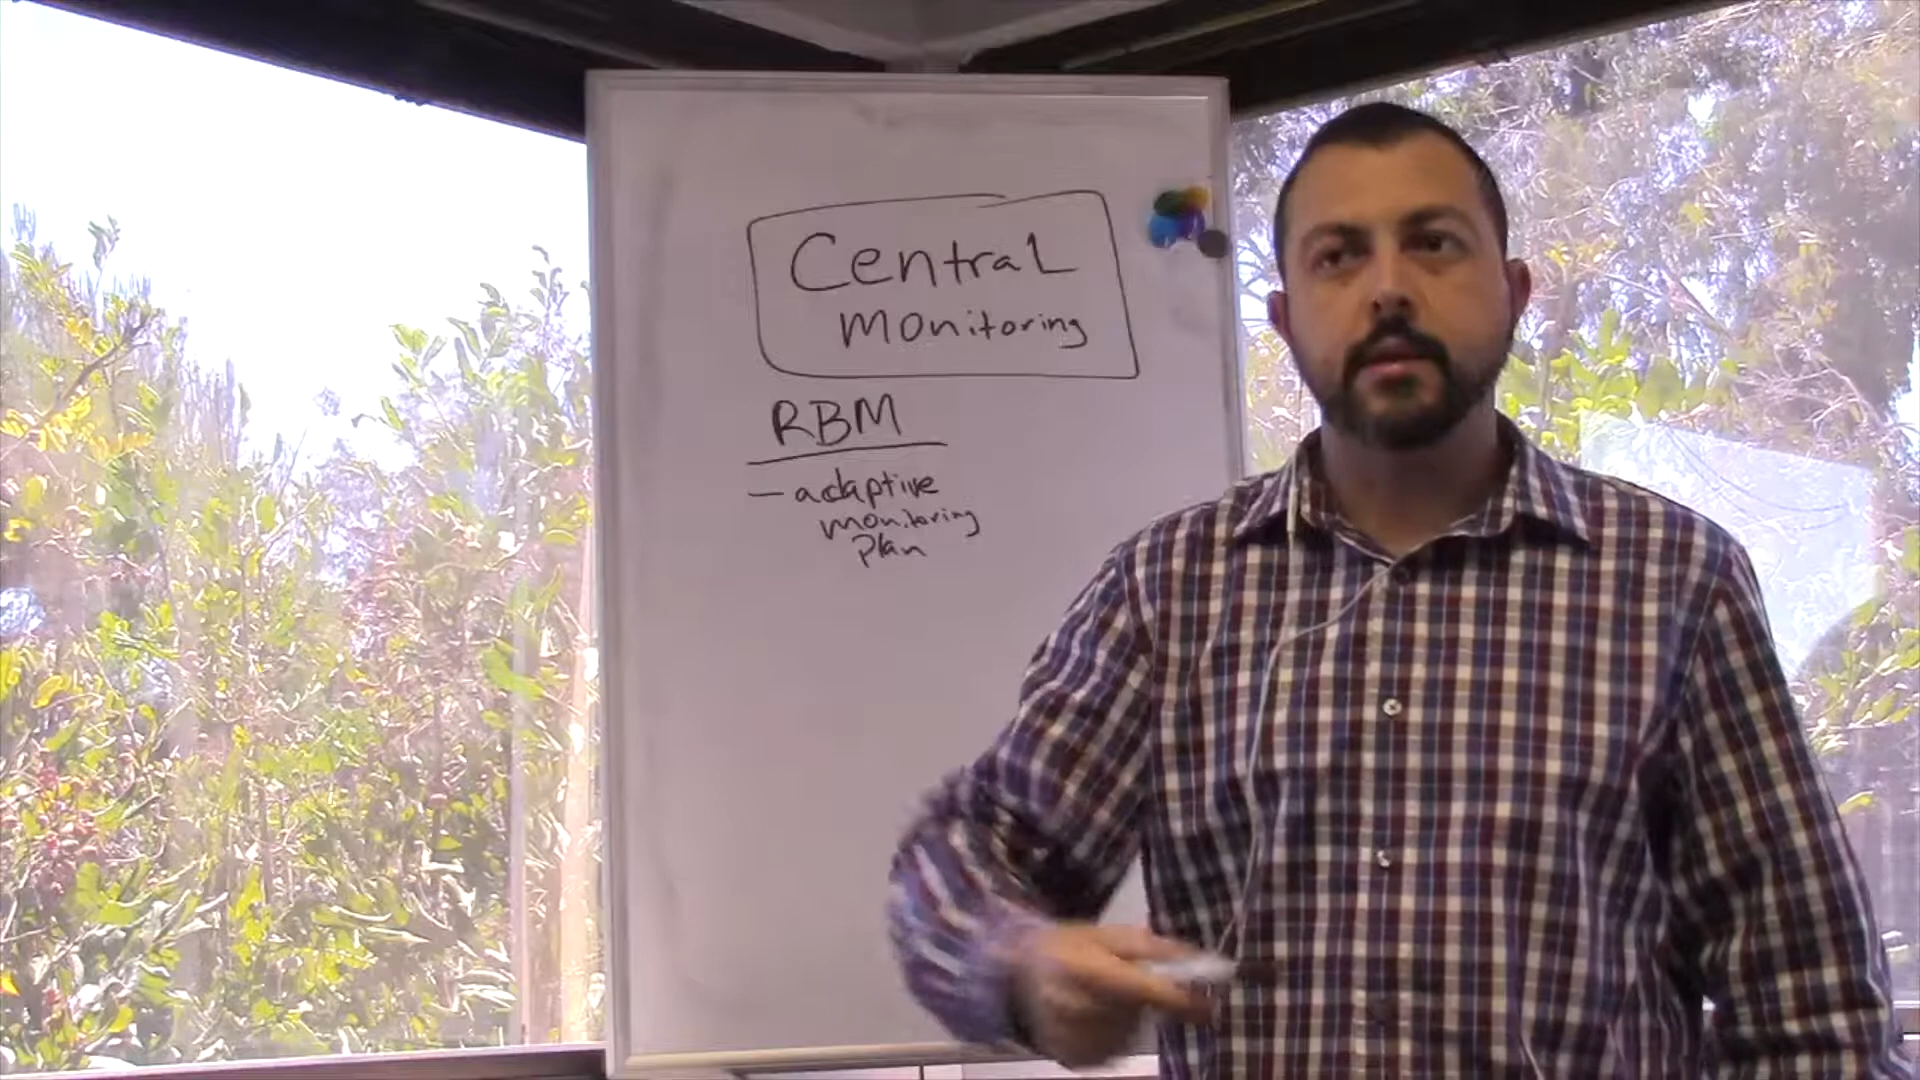 Central
monitoring
RBM
- adaptive
monitoring
plan